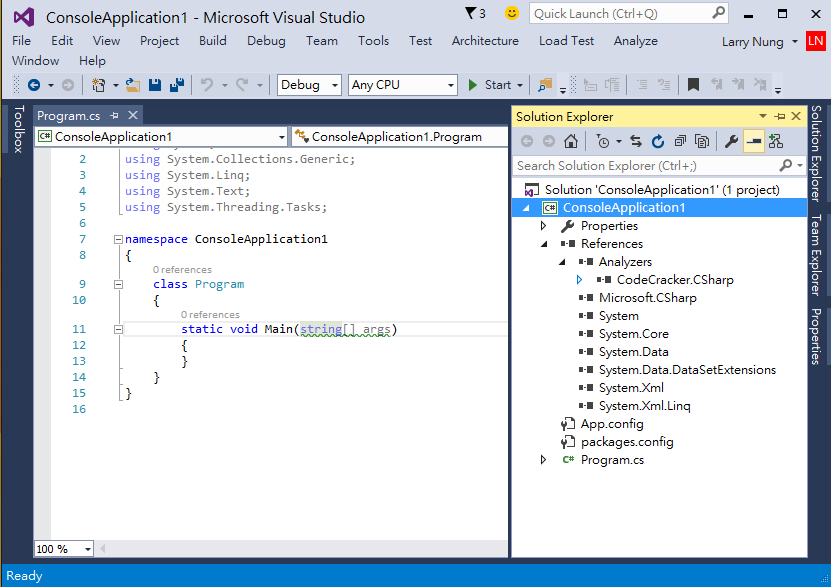 ConsoleApplication1 - Microsoft Visual Studio
3
Quick Launch (Ctrl+Q)
File Edit View Project Build Debug Team Tools Test Architecture Load Test Analyze
Larry Nung
LN
Window Help
Debug
Any CPU
Start
Toolbox
Program.cs
C# ConsoleApplication1
ConsoleApplication1.Program
2 using System.Collections.Generic;
3 using System.Linq;
4 using System.Text;
5 using System.Threading.Tasks;
6
7 namespace ConsoleApplication1
8 {
0 references
9 class Program
10 {
0 references
11 static void Main(string[] args)
12 {
13 }
14 }
15 }
16
100 %
Solution Explorer
Search Solution Explorer (Ctrl+;)
Solution 'ConsoleApplication1' (1 project)
C# ConsoleApplication1
Properties
References
Analyzers
CodeCracker.CSharp
Microsoft.CSharp
System
System.Core
System.Data
System.Data.DataSetExtensions
System.Xml
System.Xml.Linq
App.config
packages.config
C# Program.cs
Solution Explorer
Team Explorer
Properties
Ready